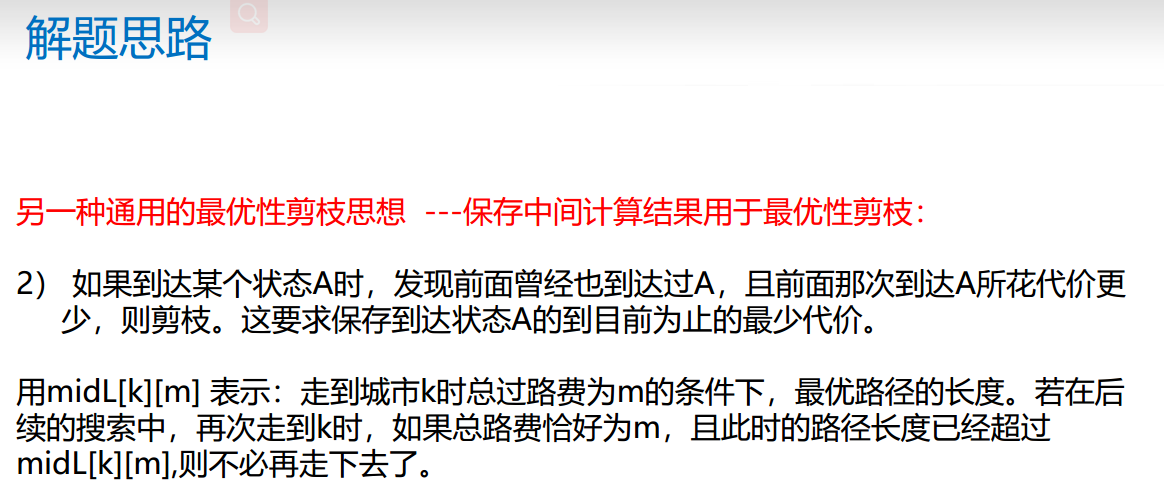 解题思路
另一种通用的最优性剪枝思想 ---保存中间计算结果用于最优性剪枝：
2） 如果到达某个状态A时，发现前面曾经也到达过A，且前面那次到达A所花代价更
少，则剪枝。这要求保存到达状态A的到目前为止的最少代价。
用midL[k][m] 表示：走到城市k时总过路费为m的条件下，最优路径的长度。若在后
续的搜索中，再次走到k时，如果总路费恰好为m，且此时的路径长度已经超过
midL[k][m],则不必再走下去了。